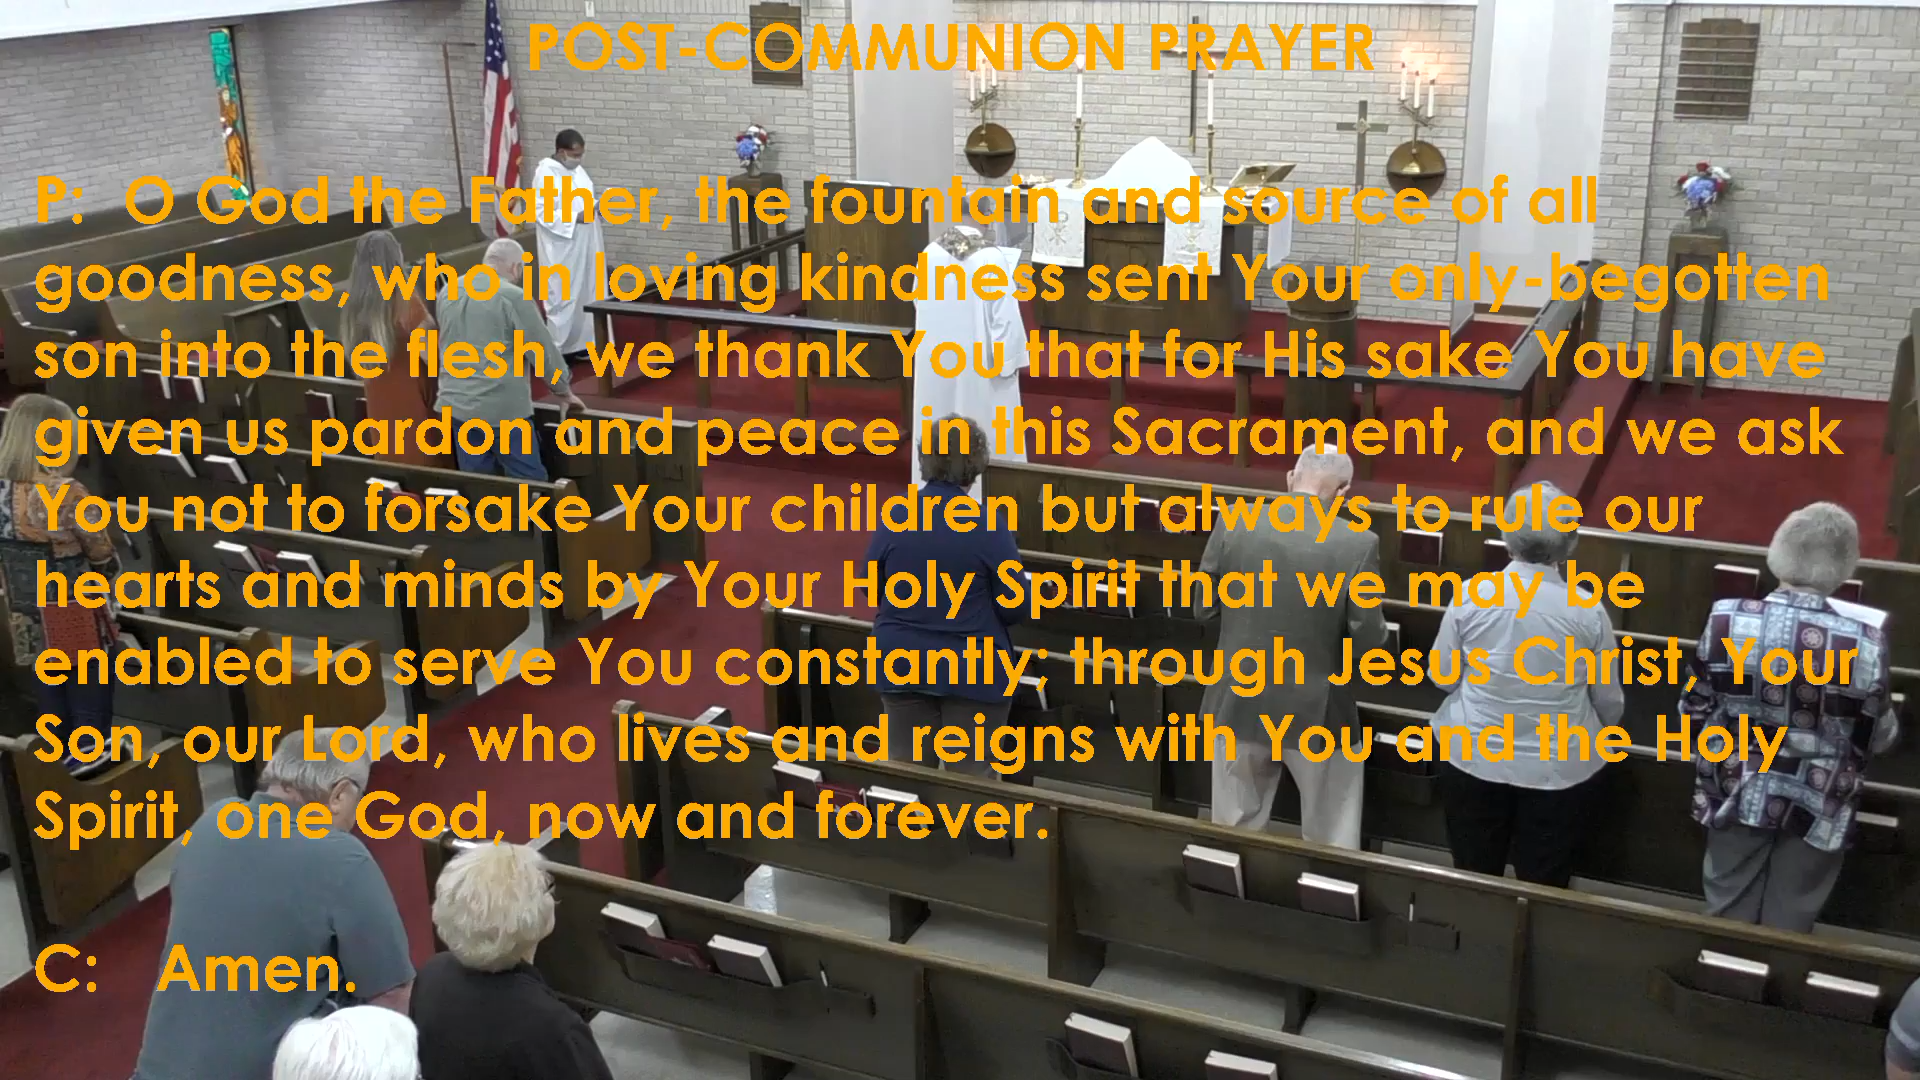 POST-COMMUNION PRAYER
P: O God the Father, the fountain and source of all
goodness, who in loving kindness sent Your only-begotten
son into the flesh, we thank You that for His sake You have
given us pardon and peace in this Sacrament, and we ask
You not to forsake Your children but always to rule our
hearts and minds by Your Holy Spirit that we may be
enabled to serve You constantly; through Jesus Christ, Your
Son, our Lord, who lives and reigns with You and the Holy
Spirit, one God, now and forever.
C: Amen.